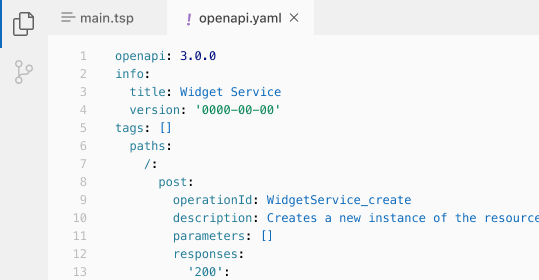 main.tsp ! openapi.yaml ×
1 openapi: 3.0.0
2 info:
3   title: Widget Service
4   version: '0000-00-00'
5 tags: []
6   paths:
7     /:
8       post:
9         operationId: WidgetService_create
10         description: Creates a new instance of the resource
11         parameters: []
12         responses:
13           '200':